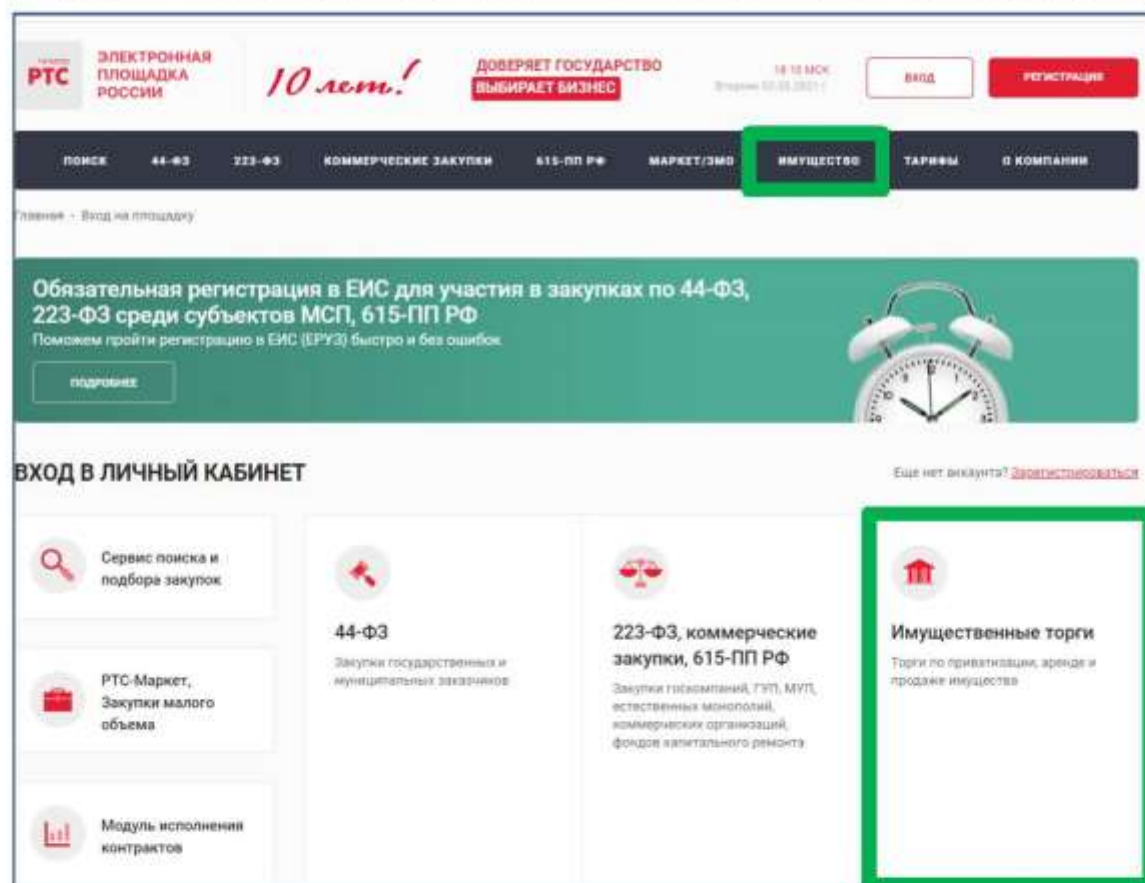 РТС
ЭЛЕКТРОННАЯ
ПЛОЩАДКА
РОССИИ
10 лет!
ДОВЕРЯЕТ ГОСУДАРСТВО
ВЫБИРАЕТ БИЗНЕС
ВХОД
РЕГИСТРАЦИЯ
ПОИСК 44-ФЗ 223-ФЗ КОММЕРЧЕСКИЕ ЗАКУПКИ 615-ПП РФ МАРКЕТ/ЗМО ИМУЩЕСТВО ТАРИФЫ О КОМПАНИИ
Главная - Вход на площадку
Обязательная регистрация в ЕИС для участия в закупках по 44-ФЗ,
223-ФЗ среди субъектов МСП, 615-ПП РФ
Поможем пройти регистрацию в ЕИС (ЕРУЗ) быстро и без ошибок
ПОДРОБНЕЕ
ВХОД В ЛИЧНЫЙ КАБИНЕТ
Еще нет аккаунта? Зарегистрироваться
Сервис поиска и
подбора закупок
РТС-Маркет,
Закупки малого
объема
Модуль исполнения
контрактов
44-ФЗ
Закупки государственных и
муниципальных заказчиков
223-ФЗ, коммерческие
закупки, 615-ПП РФ
Закупки госкомпаний, ГУП, МУП,
естественных монополий,
коммерческих организаций,
фондов капитального ремонта
Имущественные торги
Торги по приватизации, аренде и
продаже имущества